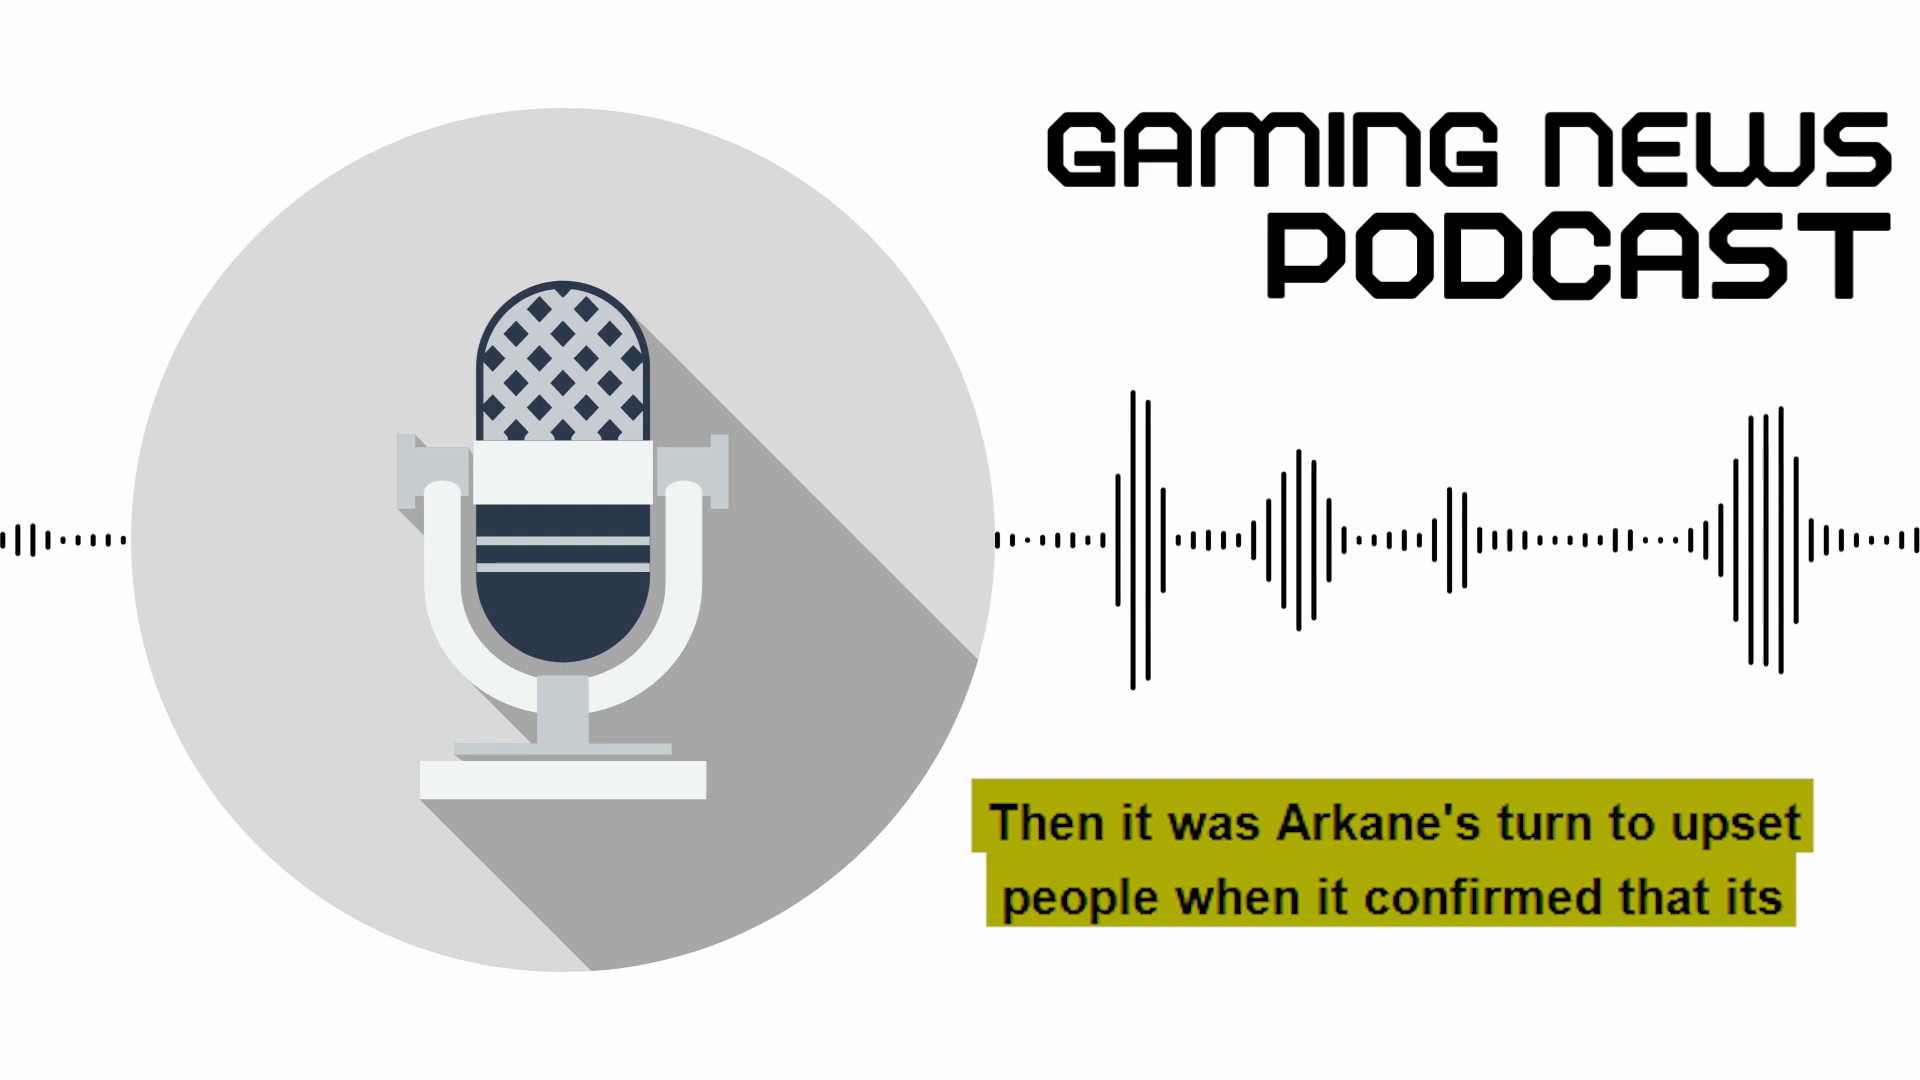 GAMING NEWS
PODCAST
Then it was Arkane's turn to upset
people when it confirmed that its